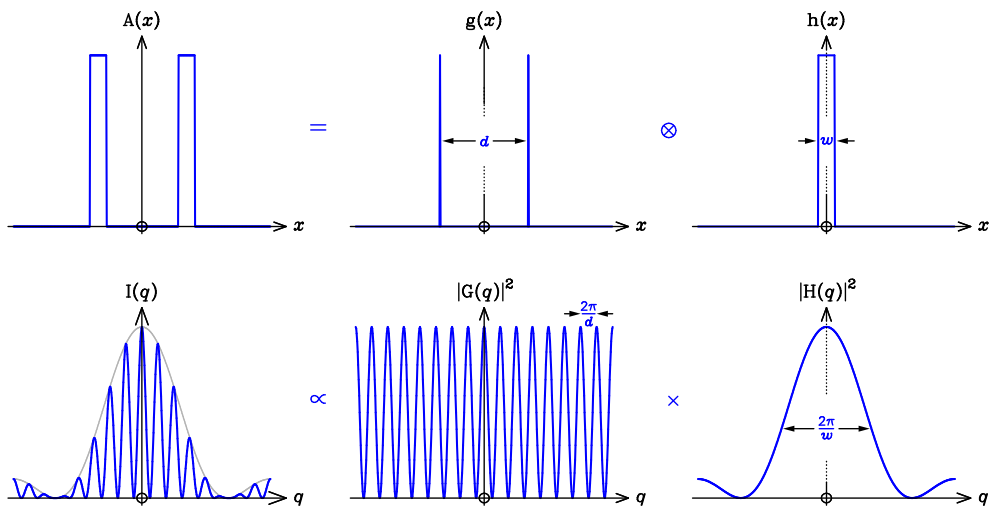 A(x)
g(x)
h(x)
=
⊗
d
w
x
x
x
I(q)
|G(q)|²
|H(q)|²
2π
d
∝
×
2π
w
q
q
q